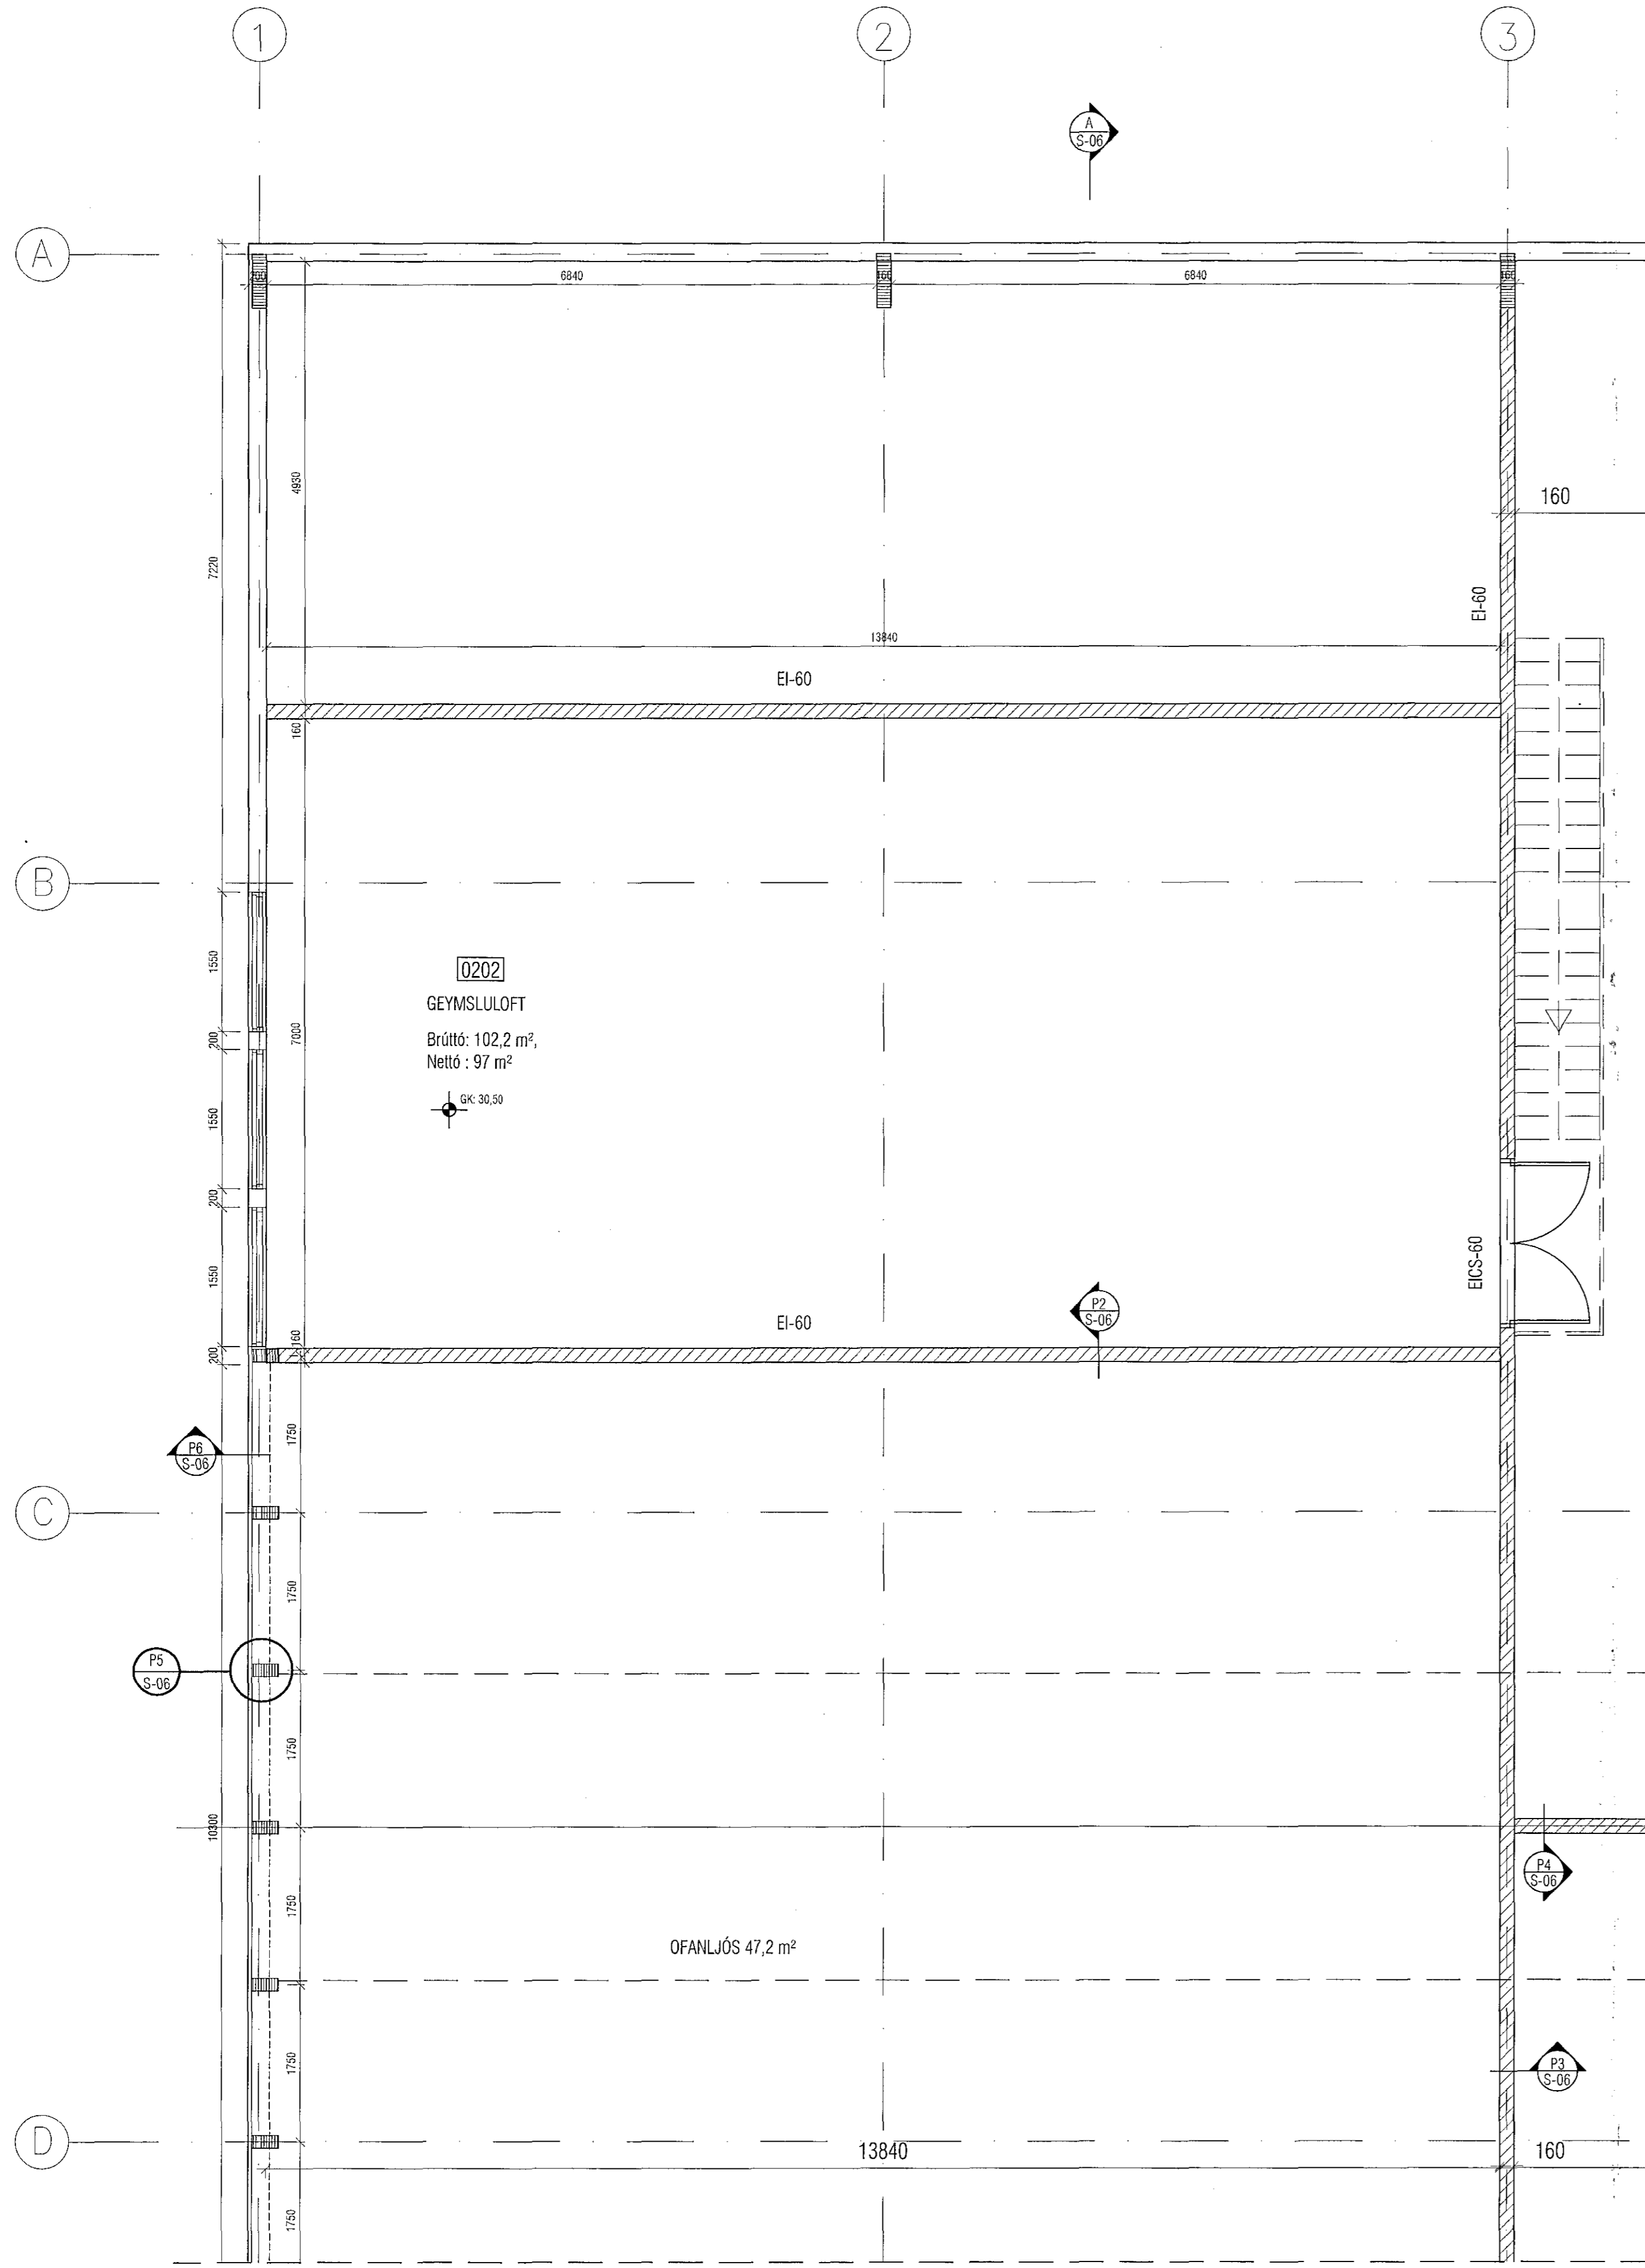 1
2
3
A
S-06
A
200
6840
160
6840
160
4930
160
7220
EI-60
13840
EI-60
160
B
1550
0202
GEYMSLULOFT
200
7000
Brúttó: 102,2 m²,
Nettó : 97 m²
GK: 30,50
1550
200
1550
EICS-60
P2
S-06
EI-60
160
200
1750
P6
S-06
C
1750
P5
S-06
1750
10300
P4
S-06
1750
OFANLJÓS 47,2 m²
1750
P3
S-06
D
13840
160
1750